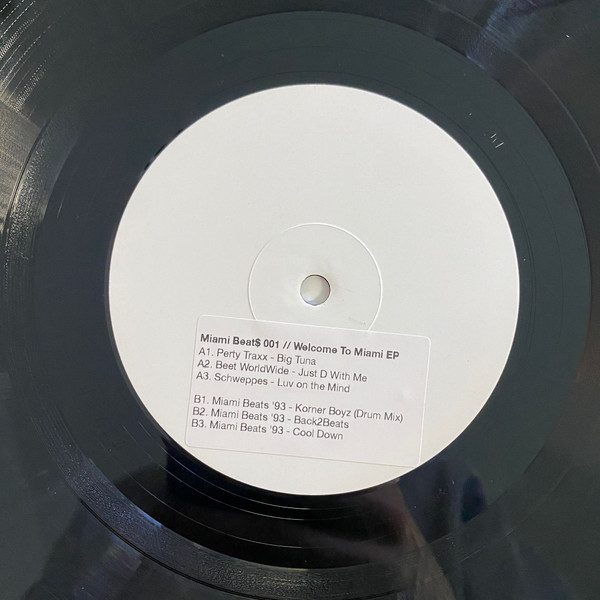 Miami Beat$ 001 // Welcome To Miami EP
A1. Perty Traxx - Big Tuna
A2. Beet WorldWide - Just D With Me
A3. Schweppes - Luv on the Mind
B1. Miami Beats '93 - Korner Boyz (Drum Mix)
B2. Miami Beats '93 - Back2Beats
B3. Miami Beats '93 - Cool Down